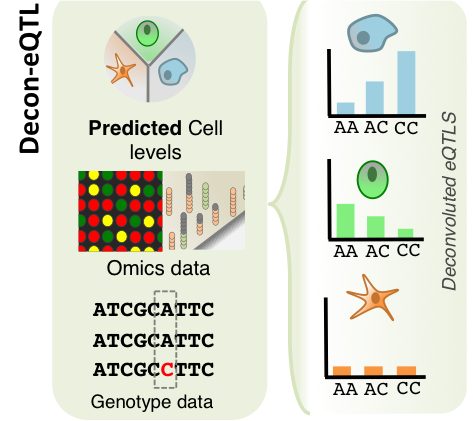 Decon-eQTL
Predicted Cell
levels
Omics data
ATCGCATTC
ATCGCATTC
ATCGCCTTC
Genotype data
AA AC CC
AA AC CC
AA AC CC
Deconvoluted eQTLS